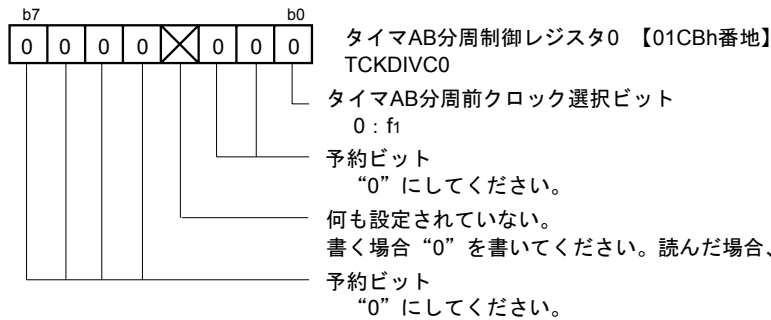 b7 b0
0 0 0 0 0 0 0
タイマAB分周制御レジスタ0 【01CBh番地】
TCKDIVC0
タイマAB分周前クロック選択ビット
0：f1
予約ビット
“0”にしてください。
何も設定されていない。
書く場合“0”を書いてください。読んだ場合、
予約ビット
“0”にしてください。